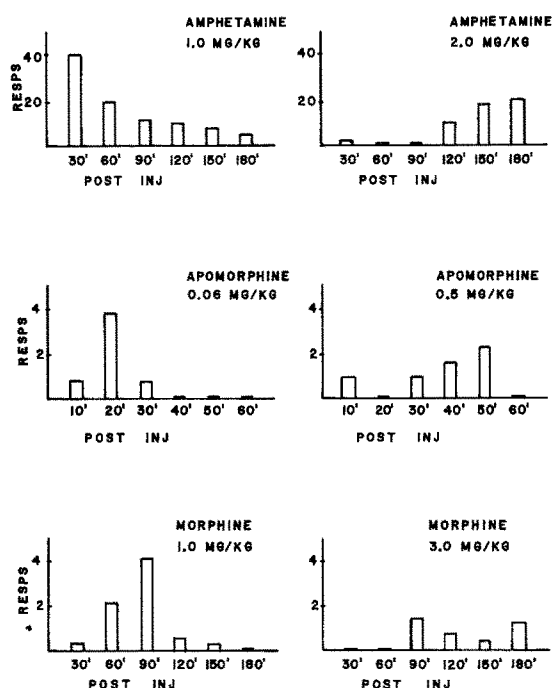 AMPHETAMINE
1.0 MG/KG
RESPS
40
20
30' 60' 90' 120' 150' 180'
POST INJ
AMPHETAMINE
2.0 MG/KG
40
20
30' 60' 90' 120' 150' 180'
POST INJ
APOMORPHINE
0.06 MG/KG
RESPS
4
2
10' 20' 30' 40' 50' 60'
POST INJ
APOMORPHINE
0.5 MG/KG
4
2
10' 20' 30' 40' 50' 60'
POST INJ
MORPHINE
1.0 MG/KG
RESPS
4
2
30' 60' 90' 120' 150' 180'
POST INJ
MORPHINE
3.0 MG/KG
4
2
30' 60' 90' 120' 150' 180'
POST INJ